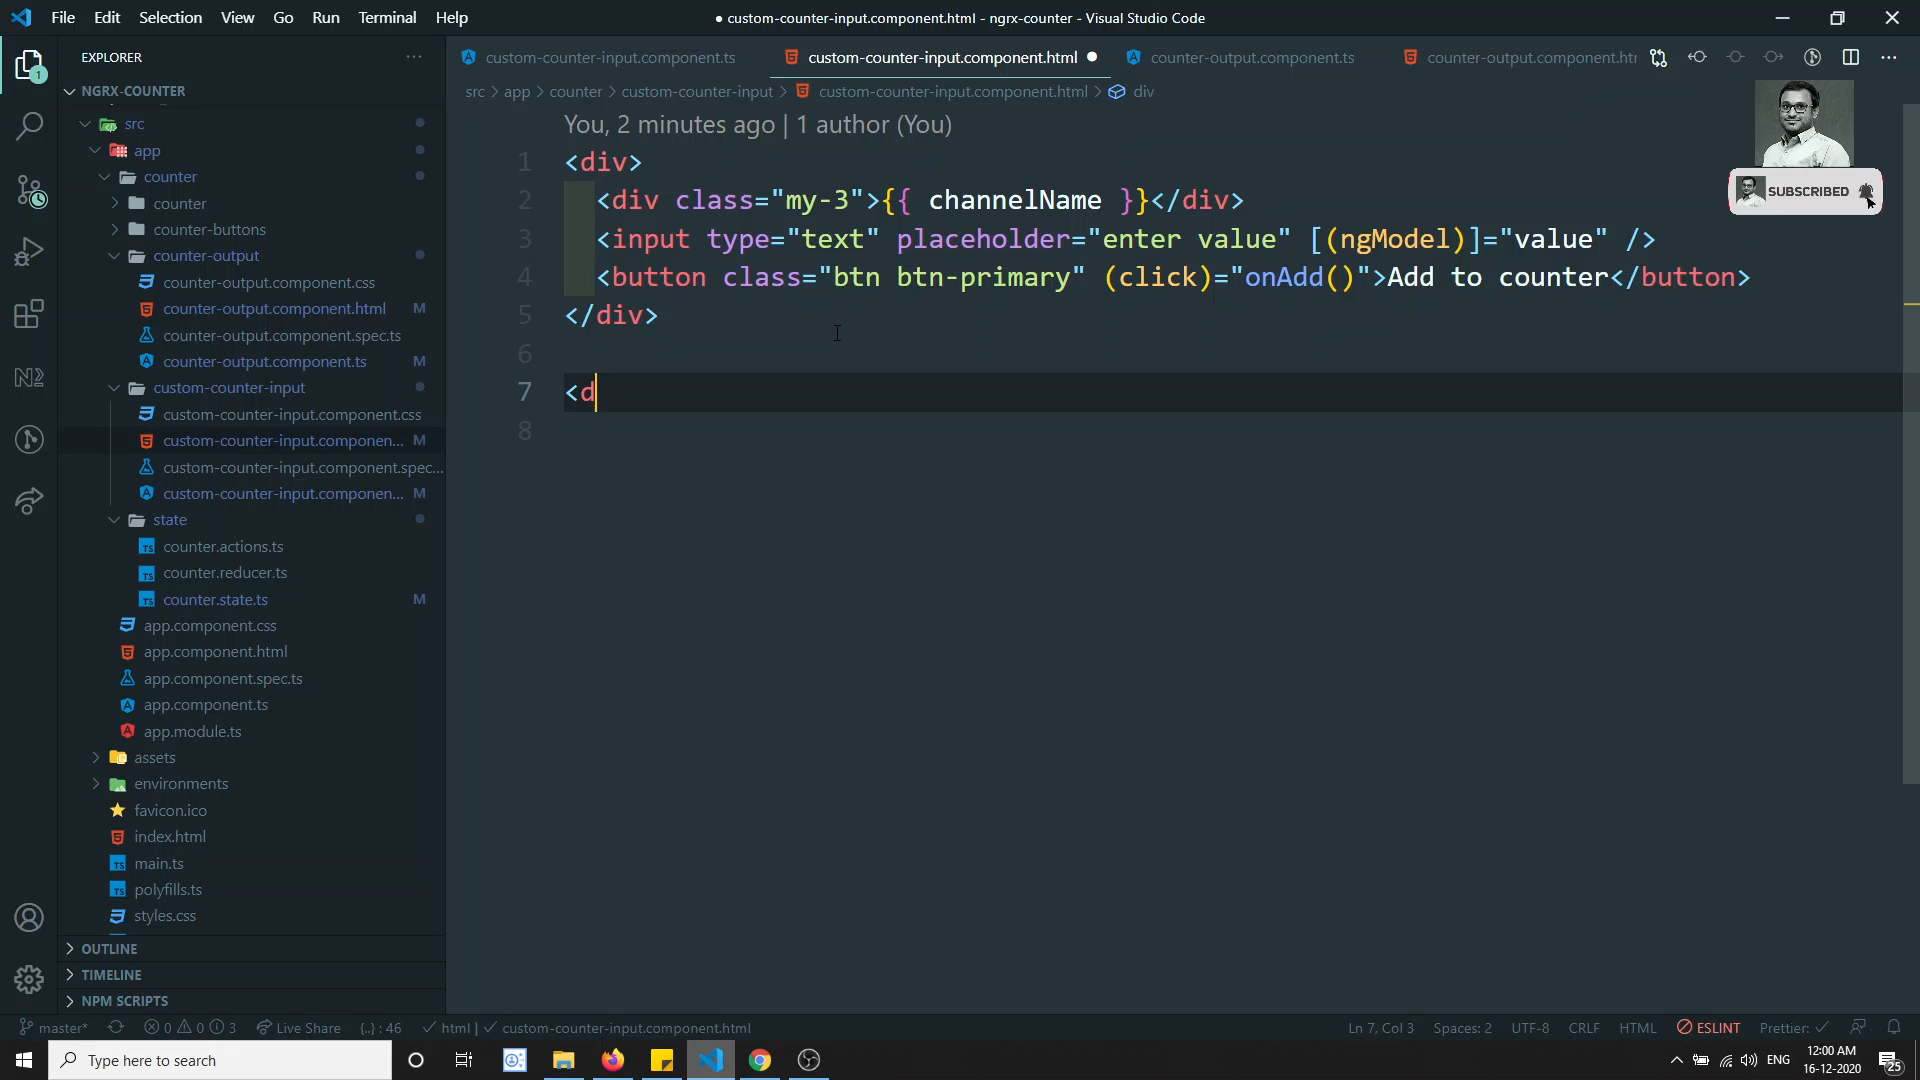 File Edit Selection View Go Run Terminal Help
● custom-counter-input.component.html - ngrx-counter - Visual Studio Code
EXPLORER
custom-counter-input.component.ts
custom-counter-input.component.html
counter-output.component.ts
counter-output.component.htr
NGRX-COUNTER
src > app > counter > custom-counter-input > custom-counter-input.component.html > div
src
app
counter
counter
counter-buttons
counter-output
counter-output.component.css
counter-output.component.html M
counter-output.component.spec.ts
counter-output.component.ts M
custom-counter-input
custom-counter-input.component.css
custom-counter-input.componen... M
custom-counter-input.component.spec...
custom-counter-input.componen... M
state
counter.actions.ts
counter.reducer.ts
counter.state.ts M
app.component.css
app.component.html
app.component.spec.ts
app.component.ts
app.module.ts
assets
environments
favicon.ico
index.html
main.ts
polyfills.ts
styles.css
OUTLINE
TIMELINE
NPM SCRIPTS
You, 2 minutes ago | 1 author (You)
1 <div>
2 <div class="my-3">{{ channelName }}</div>
3 <input type="text" placeholder="enter value" [(ngModel)]="value" />
4 <button class="btn btn-primary" (click)="onAdd()">Add to counter</button>
5 </div>
6
7 <d
8
SUBSCRIBED
master* 0 0 3 Live Share {..} : 46 html | custom-counter-input.component.html
Ln 7, Col 3 Spaces: 2 UTF-8 CRLF HTML ESLINT Prettier: ✓
Type here to search
ENG
12:00 AM
16-12-2020
25
1